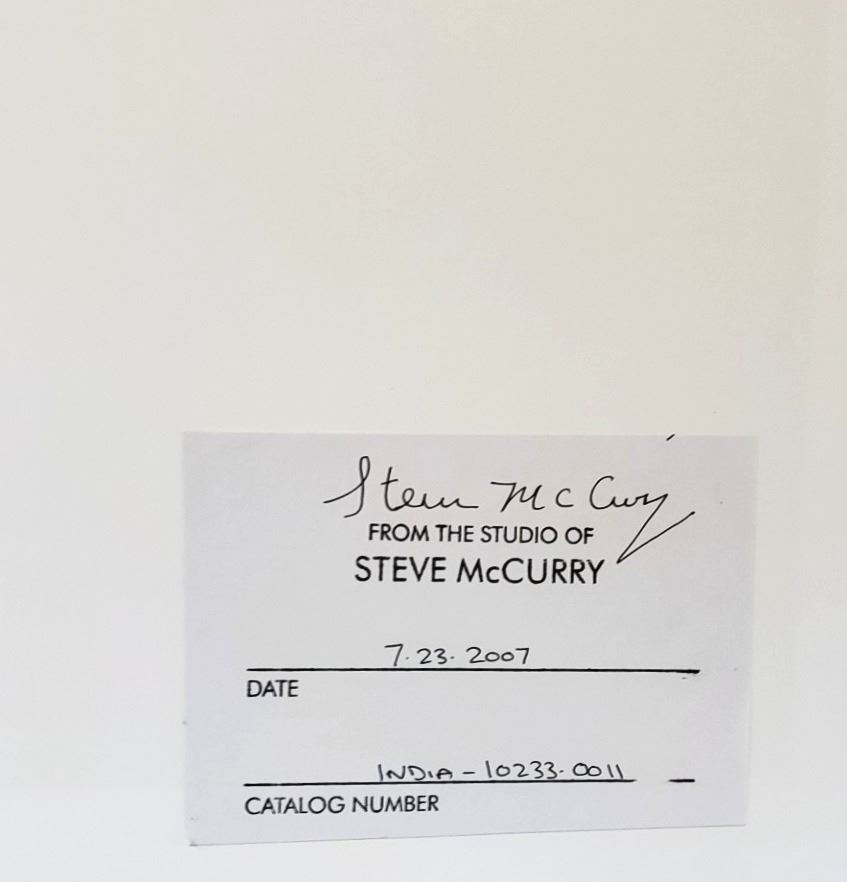 Steve McCurry
FROM THE STUDIO OF
STEVE McCURRY
7.23.2007
DATE
INDIA-10233.0011
CATALOG NUMBER